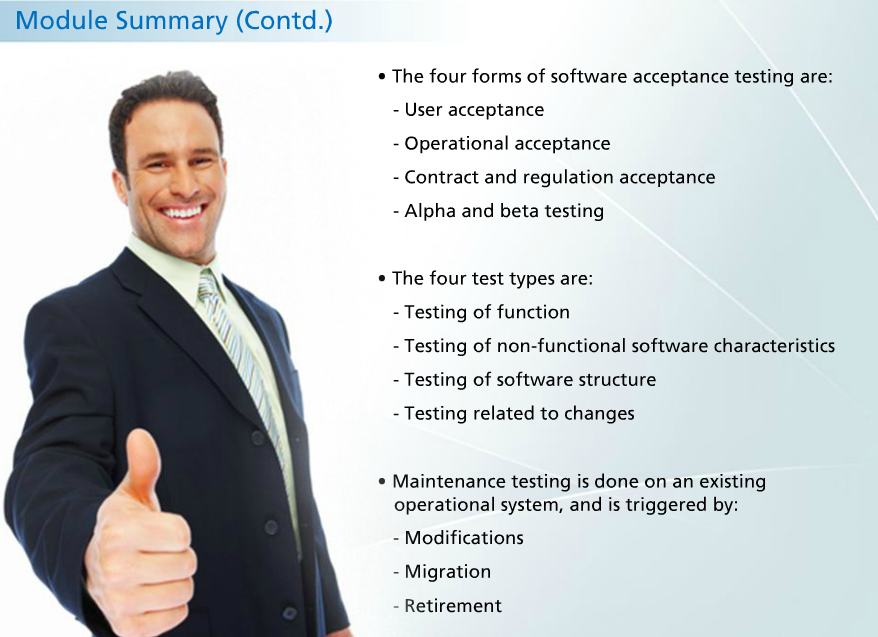 Module Summary (Contd.)
• The four forms of software acceptance testing are:
- User acceptance
- Operational acceptance
- Contract and regulation acceptance
- Alpha and beta testing
• The four test types are:
- Testing of function
- Testing of non-functional software characteristics
- Testing of software structure
- Testing related to changes
• Maintenance testing is done on an existing
operational system, and is triggered by:
- Modifications
- Migration
- Retirement